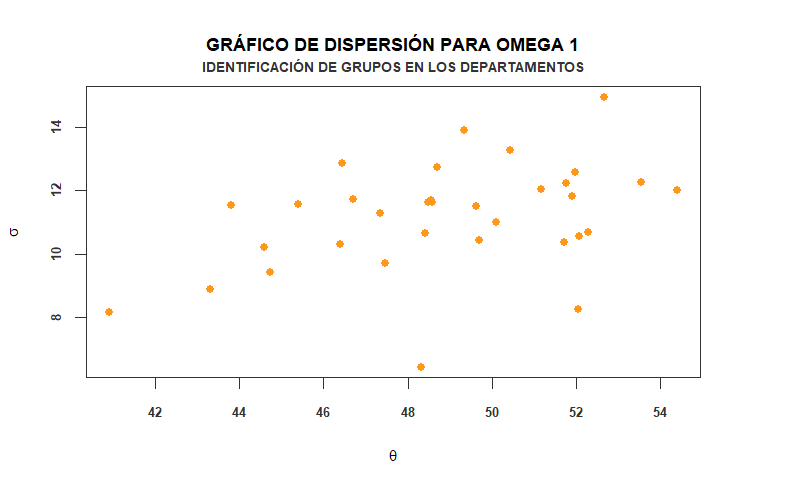 GRÁFICO DE DISPERSIÓN PARA OMEGA 1
IDENTIFICACIÓN DE GRUPOS EN LOS DEPARTAMENTOS
14
12
10
8
σ
42 44 46 48 50 52 54
θ